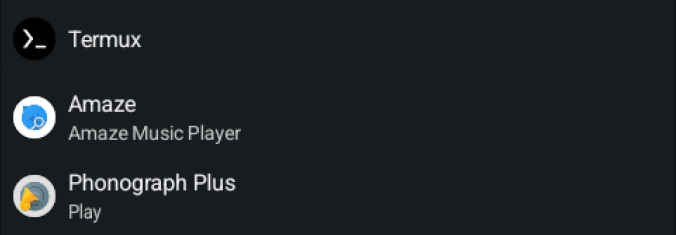 Termux
Amaze
Amaze Music Player
Phonograph Plus
Play